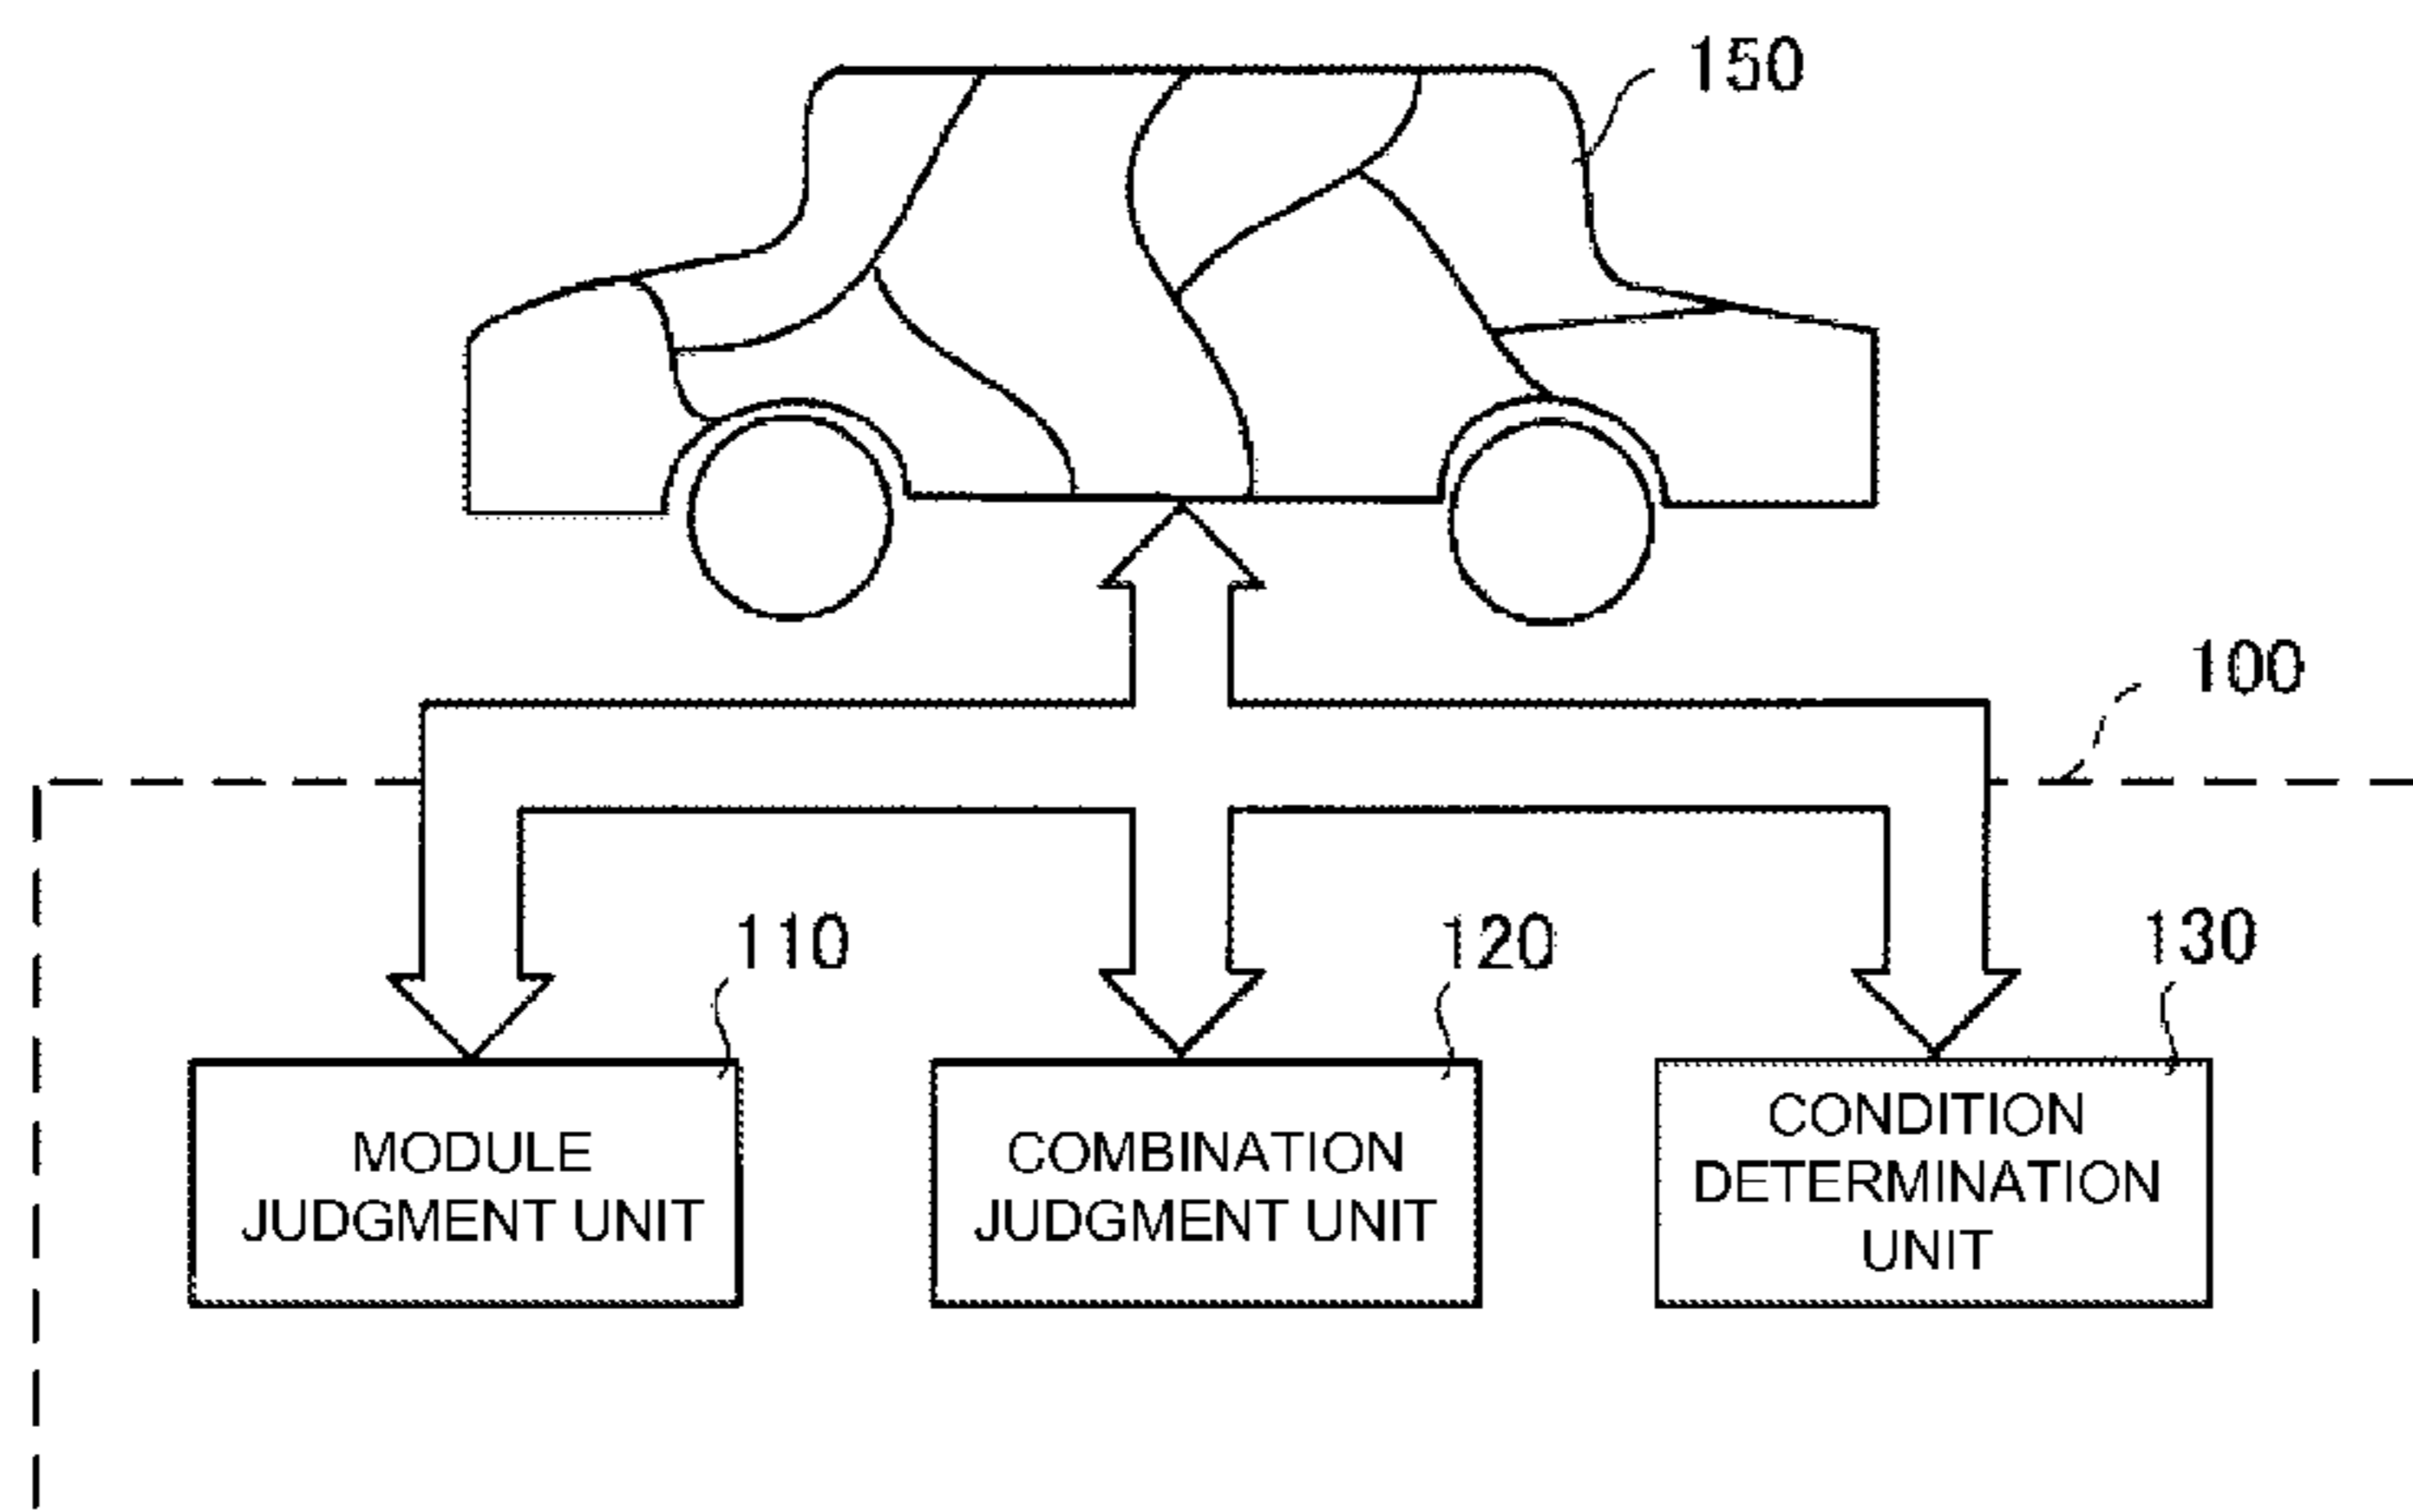 150
100
110
120
130
MODULE
JUDGMENT UNIT
COMBINATION
JUDGMENT UNIT
CONDITION
DETERMINATION
UNIT